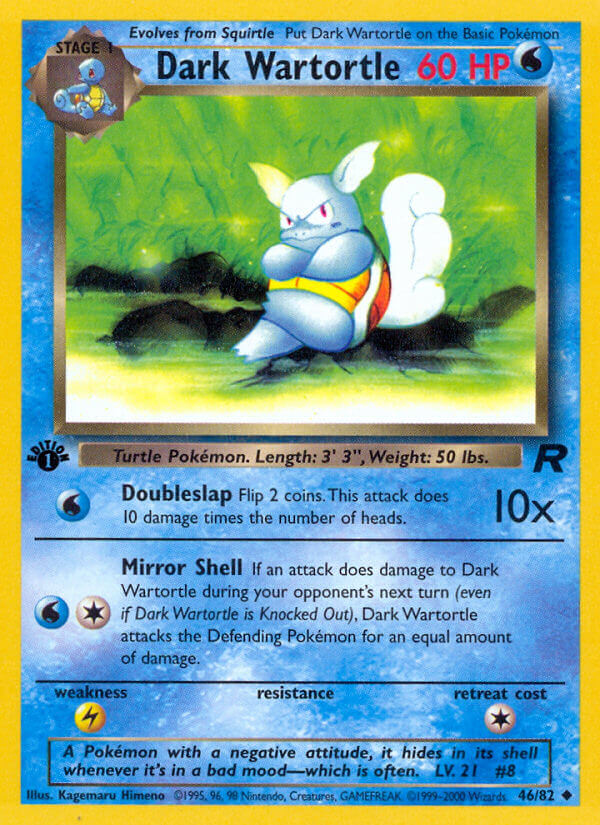 Evolves from Squirtle Put Dark Wartortle on the Basic Pokémon
STAGE 1
Dark Wartortle 60 HP
EDITION
1
Turtle Pokémon. Length: 3' 3", Weight: 50 lbs.
R
Doubleslap Flip 2 coins. This attack does
10 damage times the number of heads.
10x
Mirror Shell If an attack does damage to Dark
Wartortle during your opponent's next turn (even
if Dark Wartortle is Knocked Out), Dark Wartortle
attacks the Defending Pokémon for an equal amount
of damage.
weakness resistance retreat cost
A Pokémon with a negative attitude, it hides in its shell
whenever it's in a bad mood—which is often. LV. 21 #8
Illus. Kagemaru Himeno ©1995, 96, 98 Nintendo, Creatures, GAMEFREAK. ©1999-2000 Wizards. 46/82